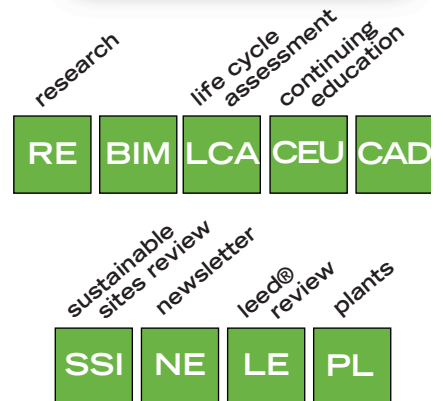 research
life cycle
assessment
continuing
education
RE BIM LCA CEU CAD
sustainable
sites review
newsletter
leed®
review
plants
SSI NE LE PL